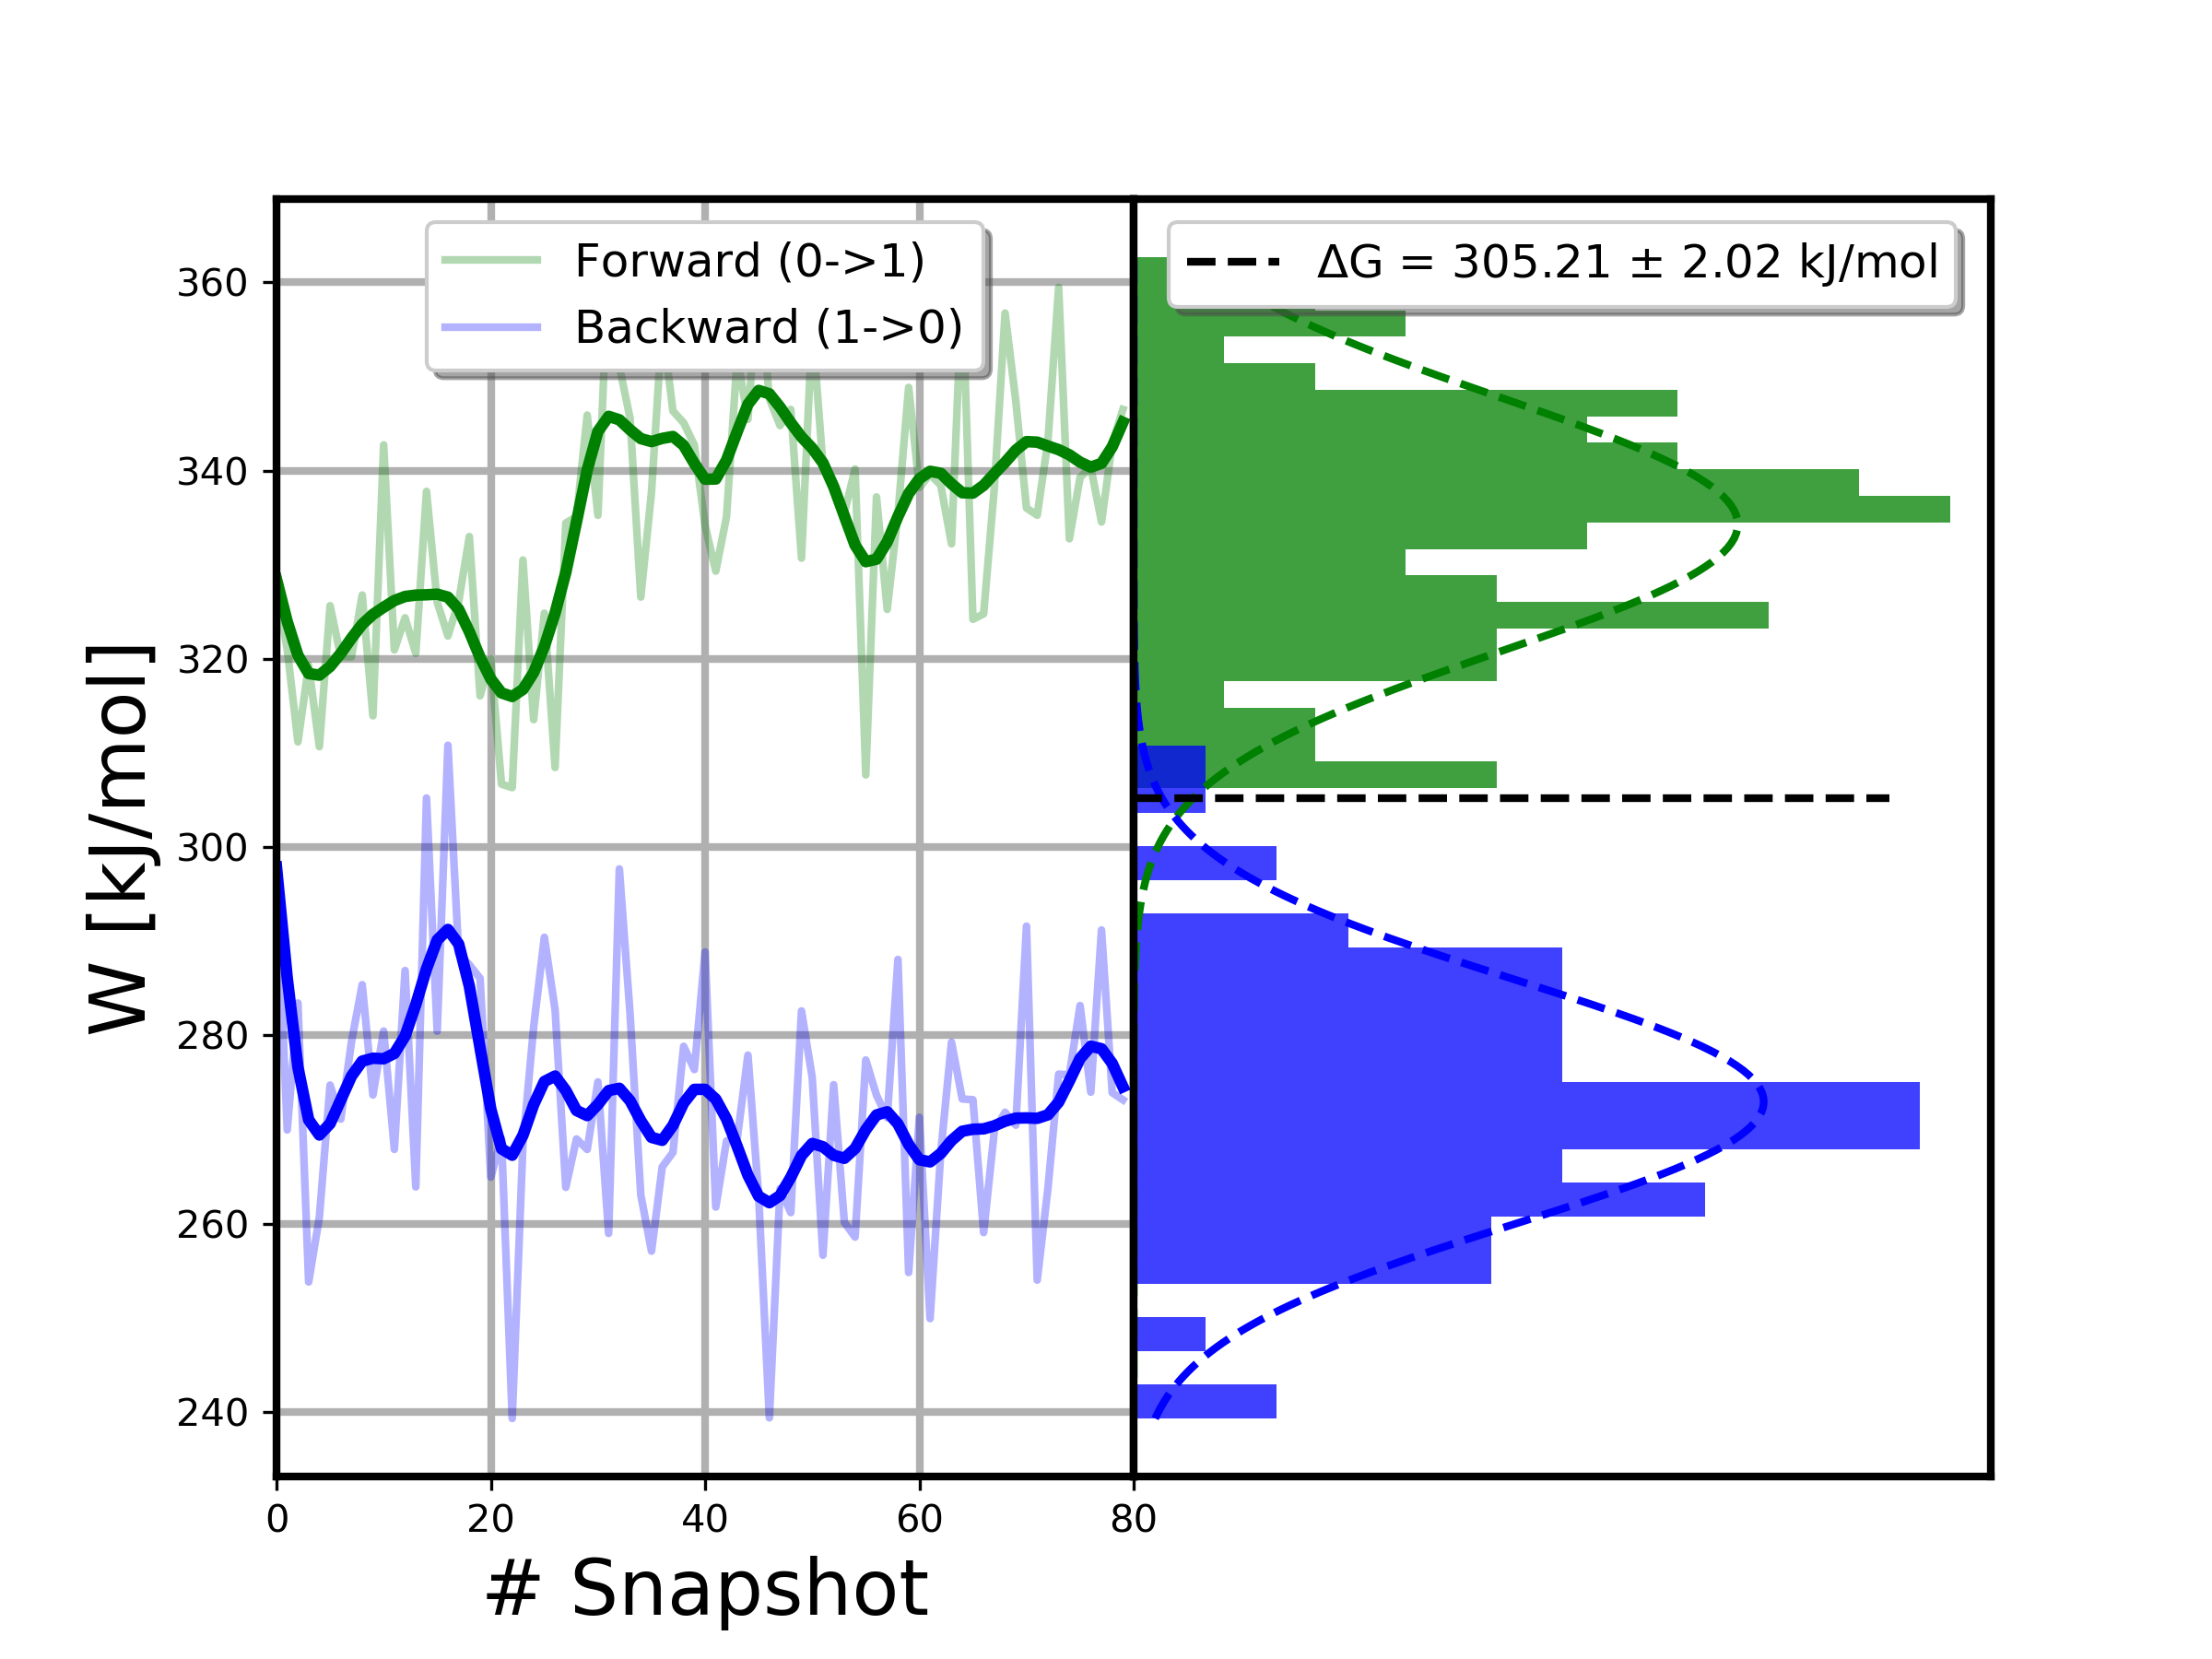 Forward (0->1)
Backward (1->0)
ΔG = 305.21 ± 2.02 kJ/mol
360
340
320
300
280
260
240
W [kJ/mol]
0 20 40 60 80
# Snapshot